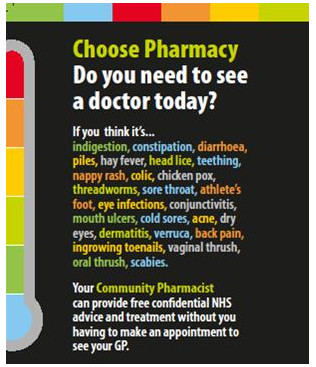 Choose Pharmacy
Do you need to see
a doctor today?
If you think it's...
indigestion, constipation, diarrhoea,
piles, hay fever, head lice, teething,
nappy rash, colic, chicken pox,
threadworms, sore throat, athlete's
foot, eye infections, conjunctivitis,
mouth ulcers, cold sores, acne, dry
eyes, dermatitis, verruca, back pain,
ingrowing toenails, vaginal thrush,
oral thrush, scabies.
Your Community Pharmacist
can provide free confidential NHS
advice and treatment without you
having to make an appointment to
see your GP.